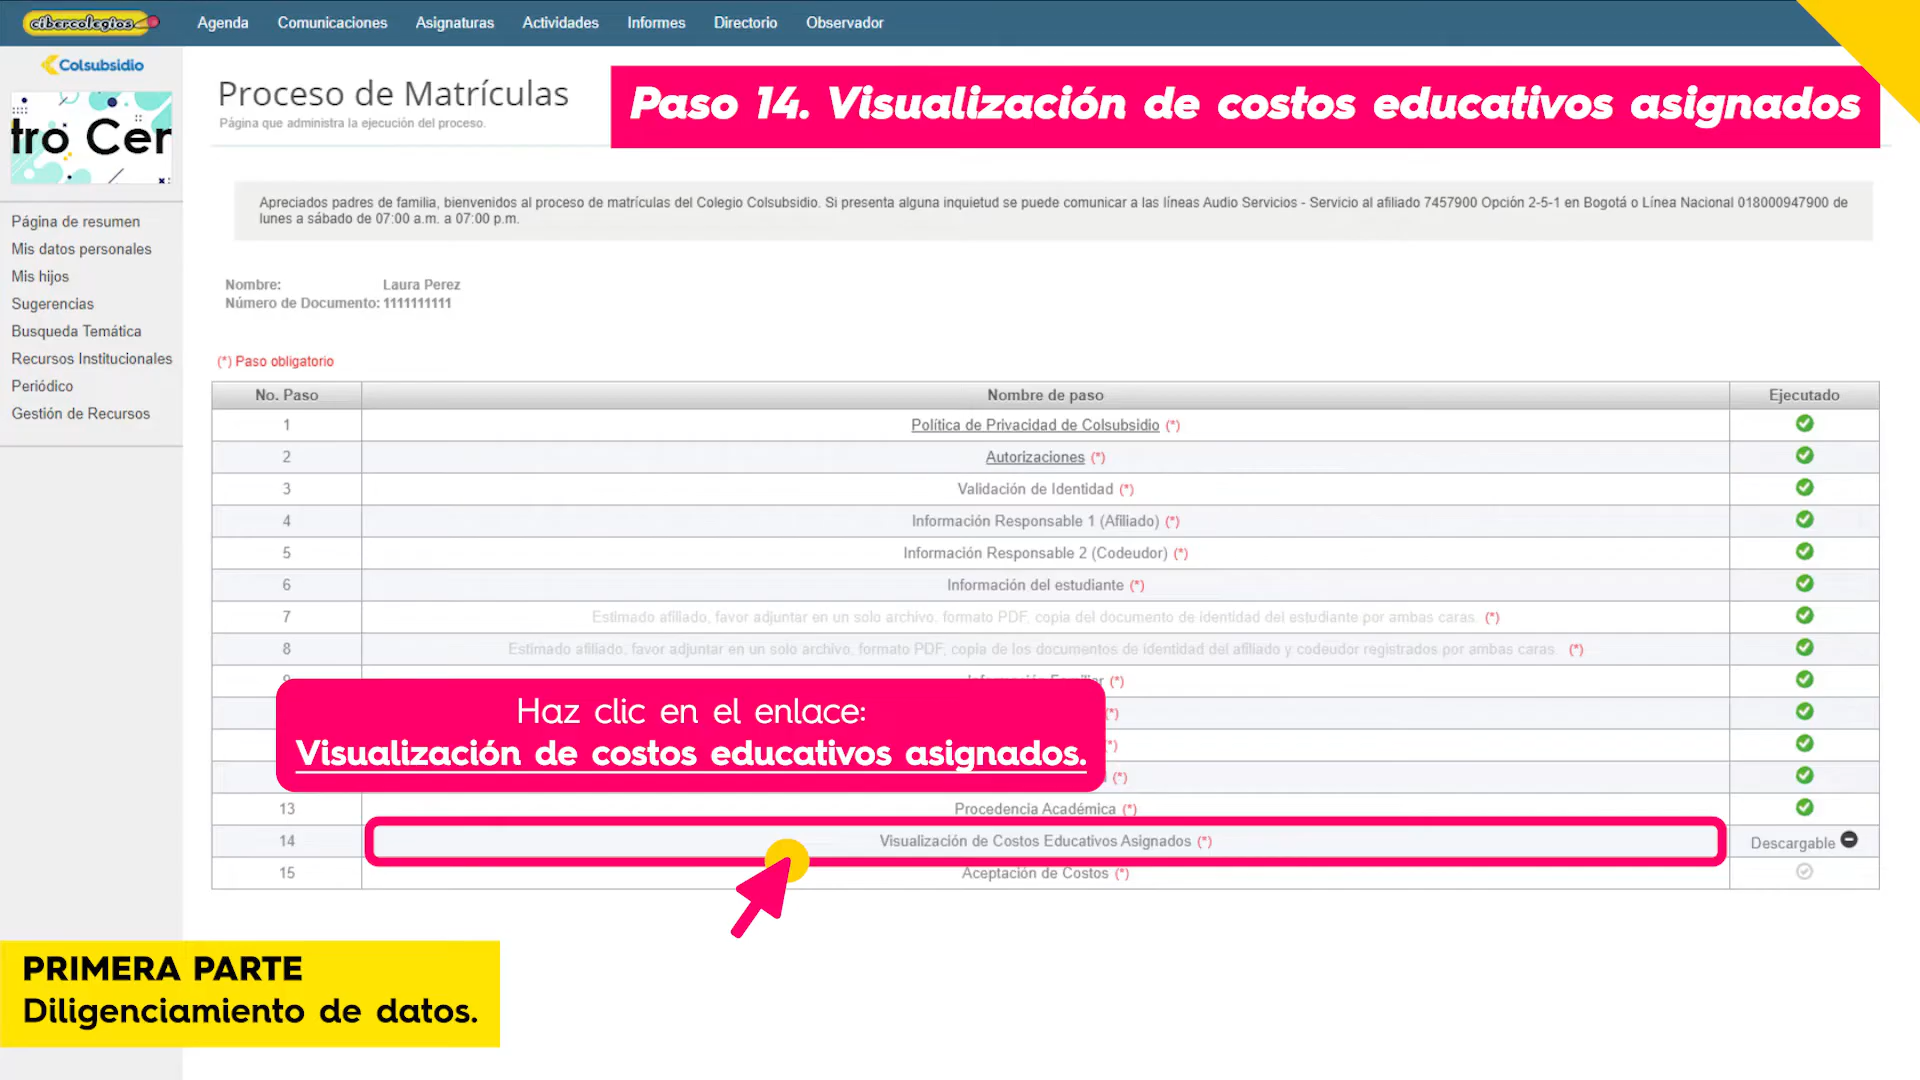 cibercolegios
Agenda
Comunicaciones
Asignaturas
Actividades
Informes
Directorio
Observador
Colsubsidio
tro Cer
Página de resumen
Mis datos personales
Mis hijos
Sugerencias
Busqueda Temática
Recursos Institucionales
Periódico
Gestión de Recursos
Proceso de Matrículas
Página que administra la ejecución del proceso.
Paso 14. Visualización de costos educativos asignados
Apreciados padres de familia, bienvenidos al proceso de matrículas del Colegio Colsubsidio. Si presenta alguna inquietud se puede comunicar a las líneas Audio Servicios - Servicio al afiliado 7457900 Opción 2-5-1 en Bogotá o Línea Nacional 018000947900 de
lunes a sábado de 07:00 a.m. a 07:00 p.m.
Nombre: Laura Perez
Número de Documento: 1111111111
(*) Paso obligatorio
No. Paso Nombre de paso Ejecutado
1 Política de Privacidad de Colsubsidio (*)
2 Autorizaciones (*)
3 Validación de Identidad (*)
4 Información Responsable 1 (Afiliado) (*)
5 Información Responsable 2 (Codeudor) (*)
6 Información del estudiante (*)
7 Estimado afiliado, favor adjuntar en un solo archivo, formato PDF, copia del documento de identidad del estudiante por ambas caras. (*)
8 Estimado afiliado, favor adjuntar en un solo archivo, formato PDF, copia de los documentos de identidad del afiliado y codeudor registrados por ambas caras. (*)
9 Información Familiar (*)
(*)
(*)
(*)
Haz clic en el enlace:
Visualización de costos educativos asignados.
13 Procedencia Académica (*)
14 Visualización de Costos Educativos Asignados (*) Descargable
15 Aceptación de Costos (*)
PRIMERA PARTE
Diligenciamiento de datos.